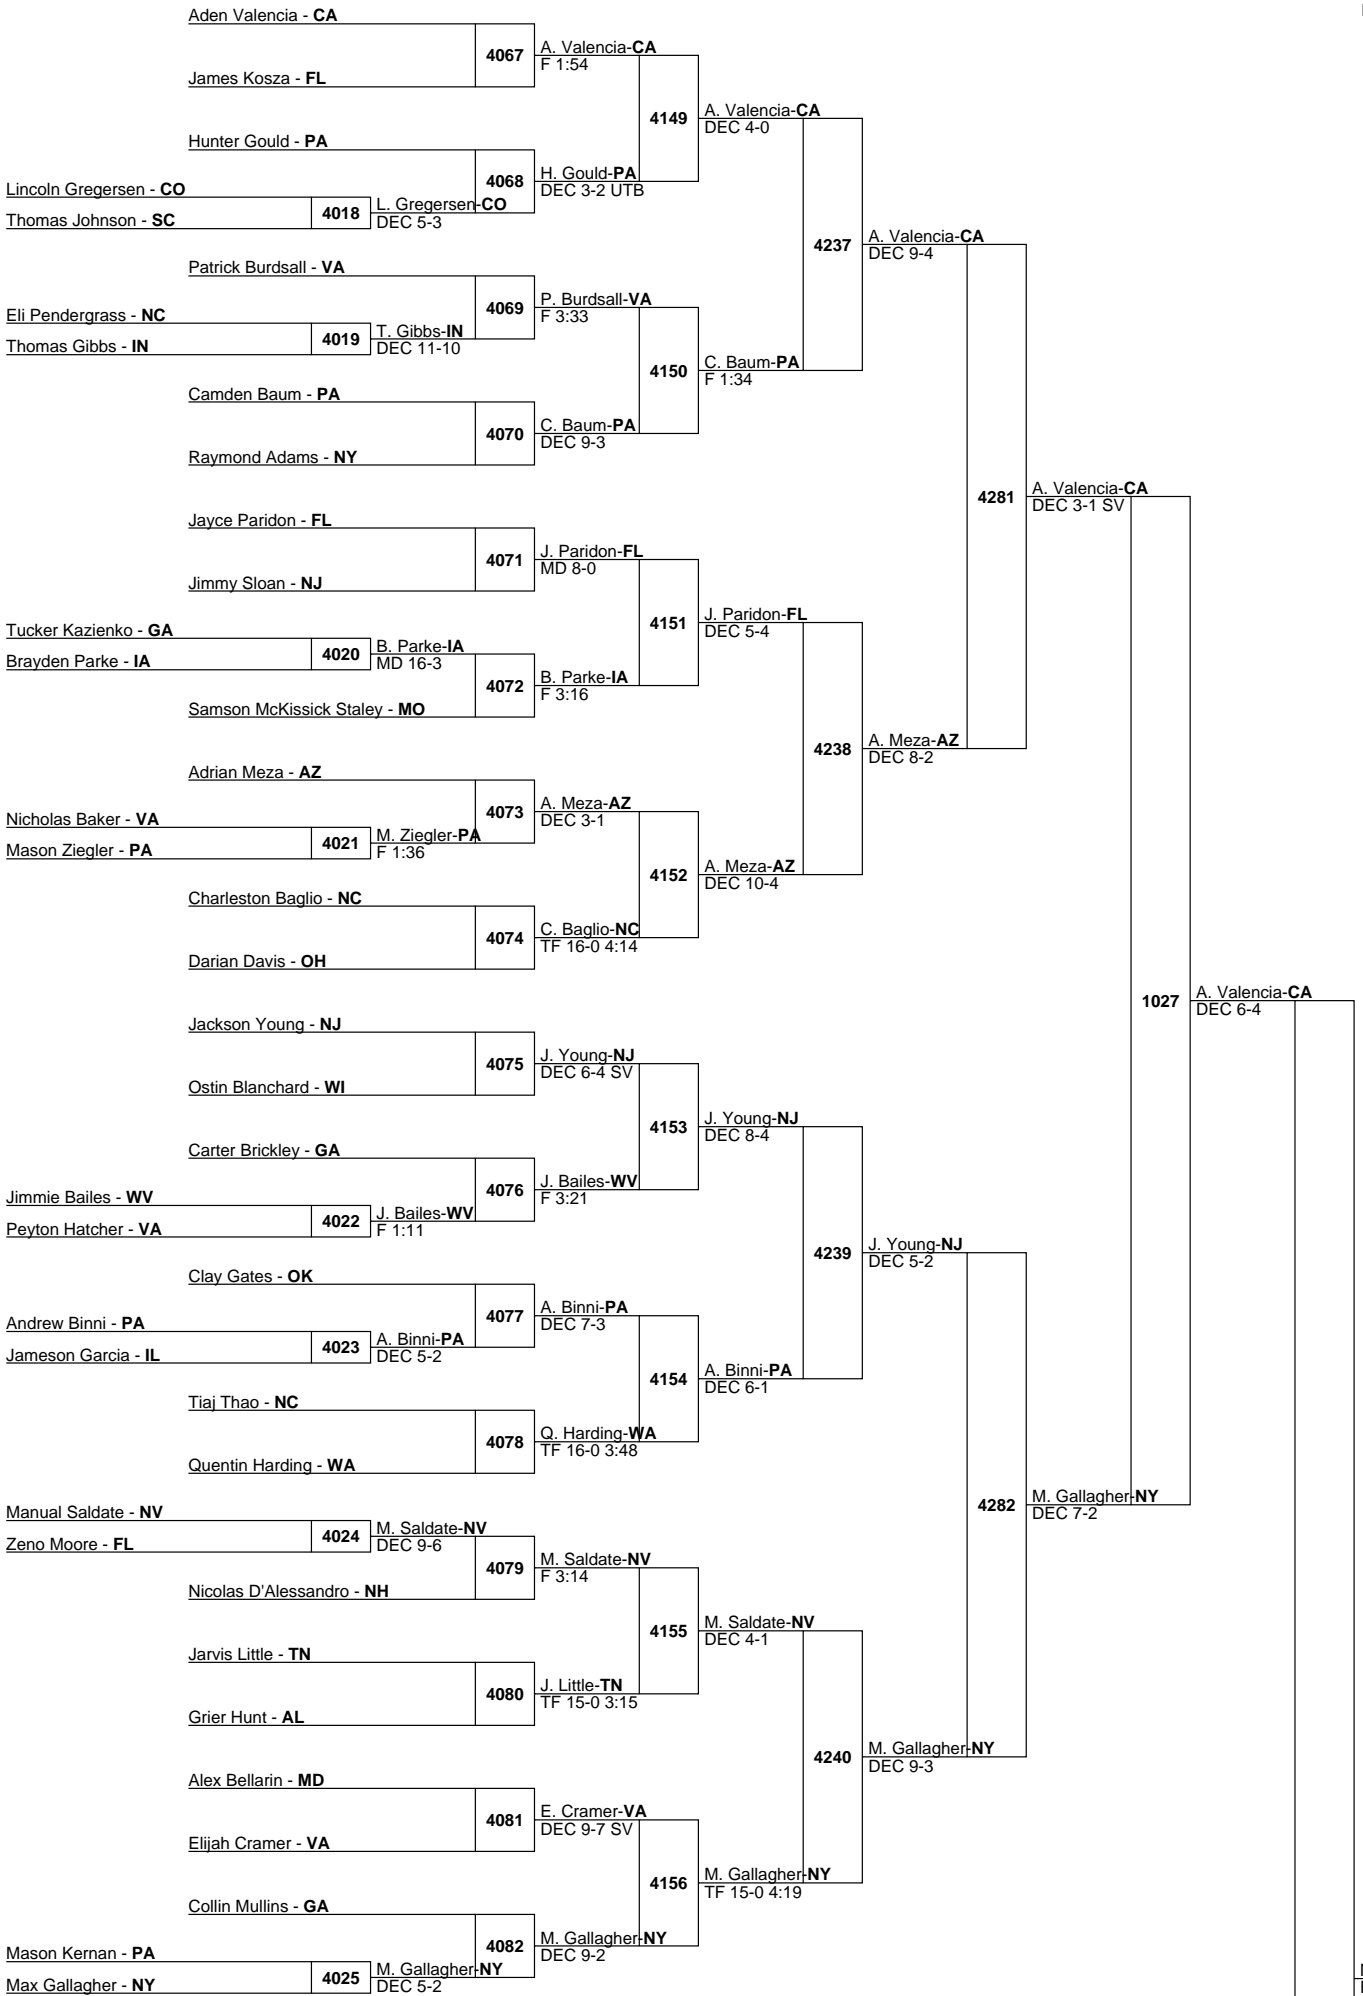 Aden Valencia - CA
4067
A. Valencia-CA
F 1:54
James Kosza - FL
4149
A. Valencia-CA
DEC 4-0
Hunter Gould - PA
4068
H. Gould-PA
DEC 3-2 UTB
Lincoln Gregersen - CO
4018
L. Gregersen-CO
DEC 5-3
Thomas Johnson - SC
4237
A. Valencia-CA
DEC 9-4
Patrick Burdsall - VA
4069
P. Burdsall-VA
F 3:33
Eli Pendergrass - NC
4019
T. Gibbs-IN
DEC 11-10
Thomas Gibbs - IN
4150
C. Baum-PA
F 1:34
Camden Baum - PA
4070
C. Baum-PA
DEC 9-3
Raymond Adams - NY
4281
A. Valencia-CA
DEC 3-1 SV
Jayce Paridon - FL
4071
J. Paridon-FL
MD 8-0
Jimmy Sloan - NJ
4151
J. Paridon-FL
DEC 5-4
Tucker Kazienko - GA
4020
B. Parke-IA
MD 16-3
Brayden Parke - IA
4072
B. Parke-IA
F 3:16
Samson McKissick Staley - MO
4238
A. Meza-AZ
DEC 8-2
Adrian Meza - AZ
4073
A. Meza-AZ
DEC 3-1
Nicholas Baker - VA
4021
M. Ziegler-PA
F 1:36
Mason Ziegler - PA
4152
A. Meza-AZ
DEC 10-4
Charleston Baglio - NC
4074
C. Baglio-NC
TF 16-0 4:14
Darian Davis - OH
1027
A. Valencia-CA
DEC 6-4
Jackson Young - NJ
4075
J. Young-NJ
DEC 6-4 SV
Ostin Blanchard - WI
4153
J. Young-NJ
DEC 8-4
Carter Brickley - GA
4076
J. Bailes-WV
F 3:21
Jimmie Bailes - WV
4022
J. Bailes-WV
F 1:11
Peyton Hatcher - VA
4239
J. Young-NJ
DEC 5-2
Clay Gates - OK
4077
A. Binni-PA
DEC 7-3
Andrew Binni - PA
4023
A. Binni-PA
DEC 5-2
Jameson Garcia - IL
4154
A. Binni-PA
DEC 6-1
Tiaj Thao - NC
4078
Q. Harding-WA
TF 16-0 3:48
Quentin Harding - WA
4282
M. Gallagher-NY
DEC 7-2
Manual Saldate - NV
4024
M. Saldate-NV
DEC 9-6
Zeno Moore - FL
4079
M. Saldate-NV
F 3:14
Nicolas D'Alessandro - NH
4155
M. Saldate-NV
DEC 4-1
Jarvis Little - TN
4080
J. Little-TN
TF 15-0 3:15
Grier Hunt - AL
4240
M. Gallagher-NY
DEC 9-3
Alex Bellarin - MD
4081
E. Cramer-VA
DEC 9-7 SV
Elijah Cramer - VA
4156
M. Gallagher-NY
TF 15-0 4:19
Collin Mullins - GA
4082
M. Gallagher-NY
DEC 9-2
Mason Kernan - PA
4025
M. Gallagher-NY
DEC 5-2
Max Gallagher - NY